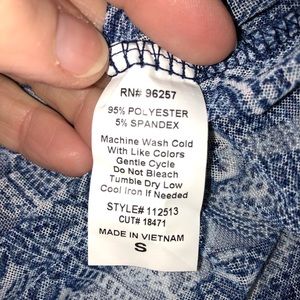 RN# 96257
95% POLYESTER
5% SPANDEX
Machine Wash Cold
With Like Colors
Gentle Cycle
Do Not Bleach
Tumble Dry Low
Cool Iron If Needed
STYLE# 112513
CUT# 18471
MADE IN VIETNAM
S